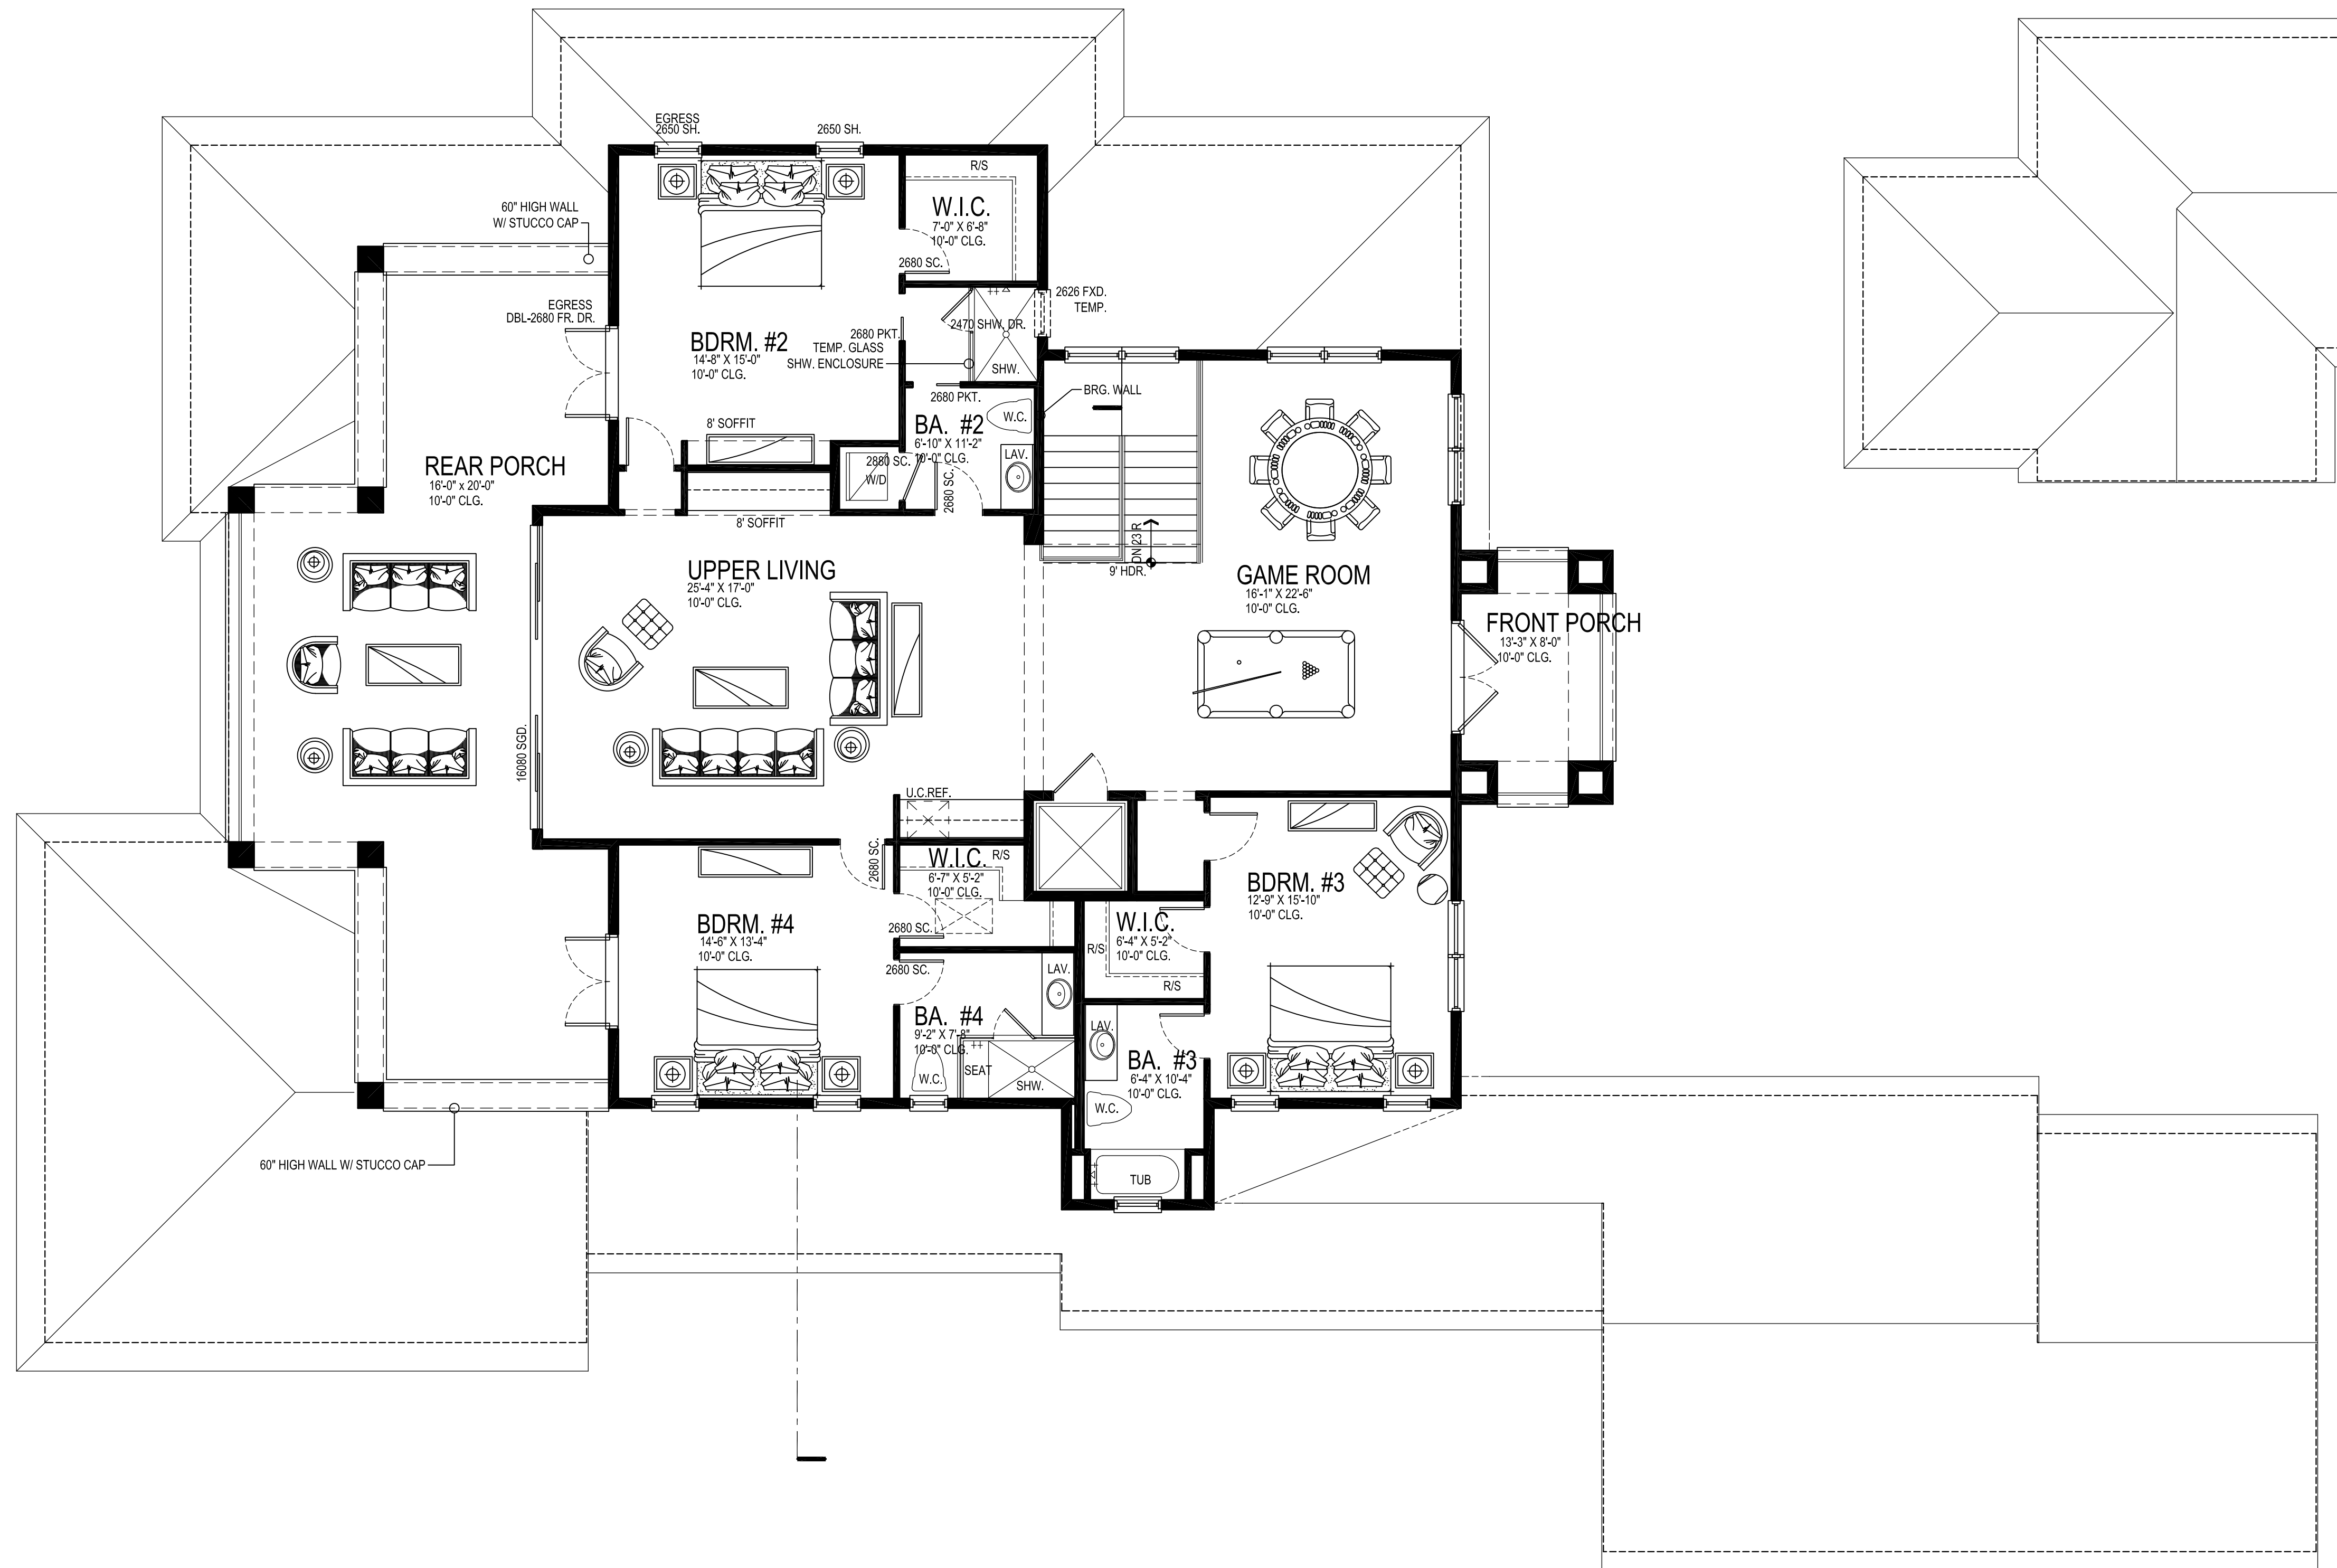 EGRESS
2650 SH.
2650 SH.
R/S
W.I.C.
7'-0" X 6'-8"
10'-0" CLG.
2680 SC.
60" HIGH WALL
W/ STUCCO CAP
EGRESS
DBL-2680 FR. DR.
2626 FXD.
TEMP.
2470 SHW. DR.
BDRM. #2
14'-8" X 15'-0"
10'-0" CLG.
2680 PKT.
TEMP. GLASS
SHW. ENCLOSURE
SHW.
2680 PKT.
BRG. WALL
8' SOFFIT
BA. #2
6'-10" X 11'-2"
10'-0" CLG.
W.C.
LAV.
2880 SC.
W/D
2680 SC.
REAR PORCH
16'-0" x 20'-0"
10'-0" CLG.
8' SOFFIT
DN 23 R
9' HDR.
UPPER LIVING
25'-4" X 17'-0"
10'-0" CLG.
GAME ROOM
16'-1" X 22'-6"
10'-0" CLG.
FRONT PORCH
13'-3" X 8'-0"
10'-0" CLG.
16080 SGD.
U.C.REF.
2680 SC.
W.I.C.
R/S
6'-7" X 5'-2"
10'-0" CLG.
2680 SC.
BDRM. #3
12'-9" X 15'-10"
10'-0" CLG.
BDRM. #4
14'-6" X 13'-4"
10'-0" CLG.
W.I.C.
6'-4" X 5'-2"
10'-0" CLG.
R/S
R/S
2680 SC.
LAV.
BA. #4
9'-2" X 7'-8"
10'-0" CLG.
SEAT
SHW.
W.C.
LAV.
BA. #3
6'-4" X 10'-4"
10'-0" CLG.
W.C.
TUB
60" HIGH WALL W/ STUCCO CAP